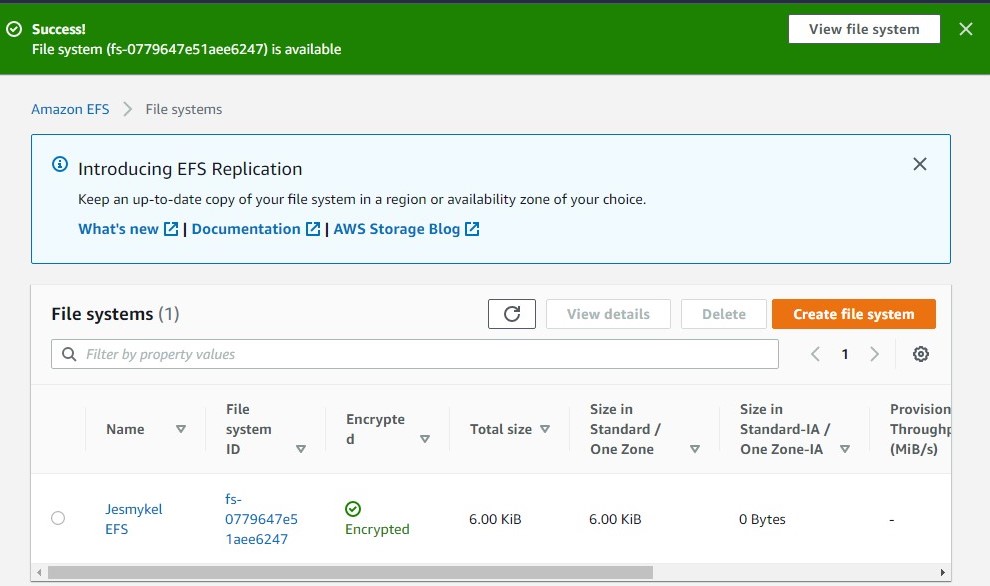 Success!
View file system
File system (fs-0779647e51aee6247) is available
Amazon EFS > File systems
Introducing EFS Replication
Keep an up-to-date copy of your file system in a region or availability zone of your choice.
What's new | Documentation | AWS Storage Blog
File systems (1)
View details
Delete
Create file system
Filter by property values
1
Name
File
system
ID
Encrypte
d
Total size
Size in
Standard /
One Zone
Size in
Standard-IA /
One Zone-IA
Provision
Throughp
(MiB/s)
Jesmykel
EFS
fs-
0779647e5
1aee6247
Encrypted
6.00 KiB
6.00 KiB
0 Bytes
-